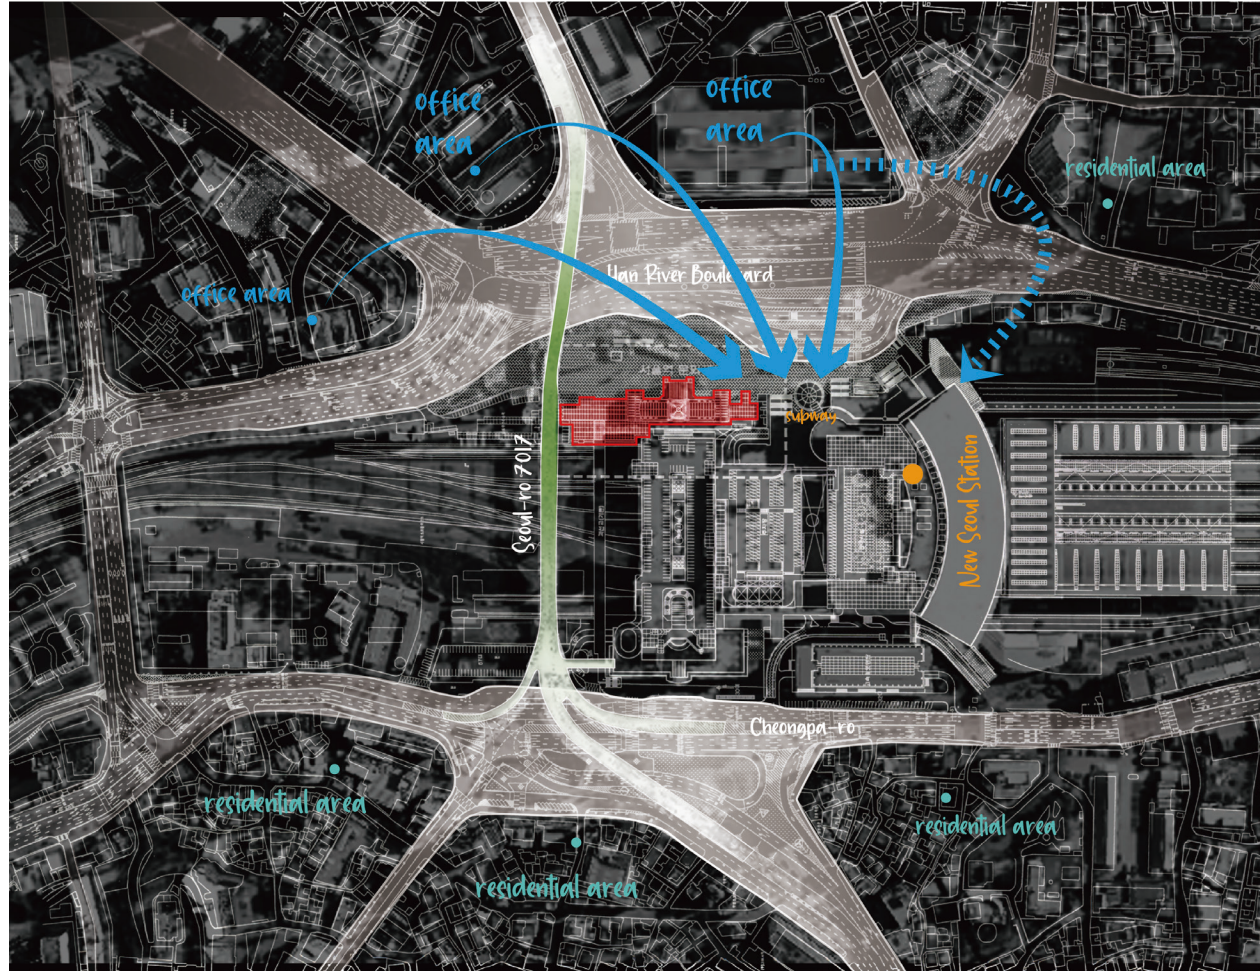 office
area
office
area
residential area
office area
Han River Boulevard
subway
Seoul-ro 7017
New Seoul Station
Cheongpa-ro
residential area
residential area
residential area